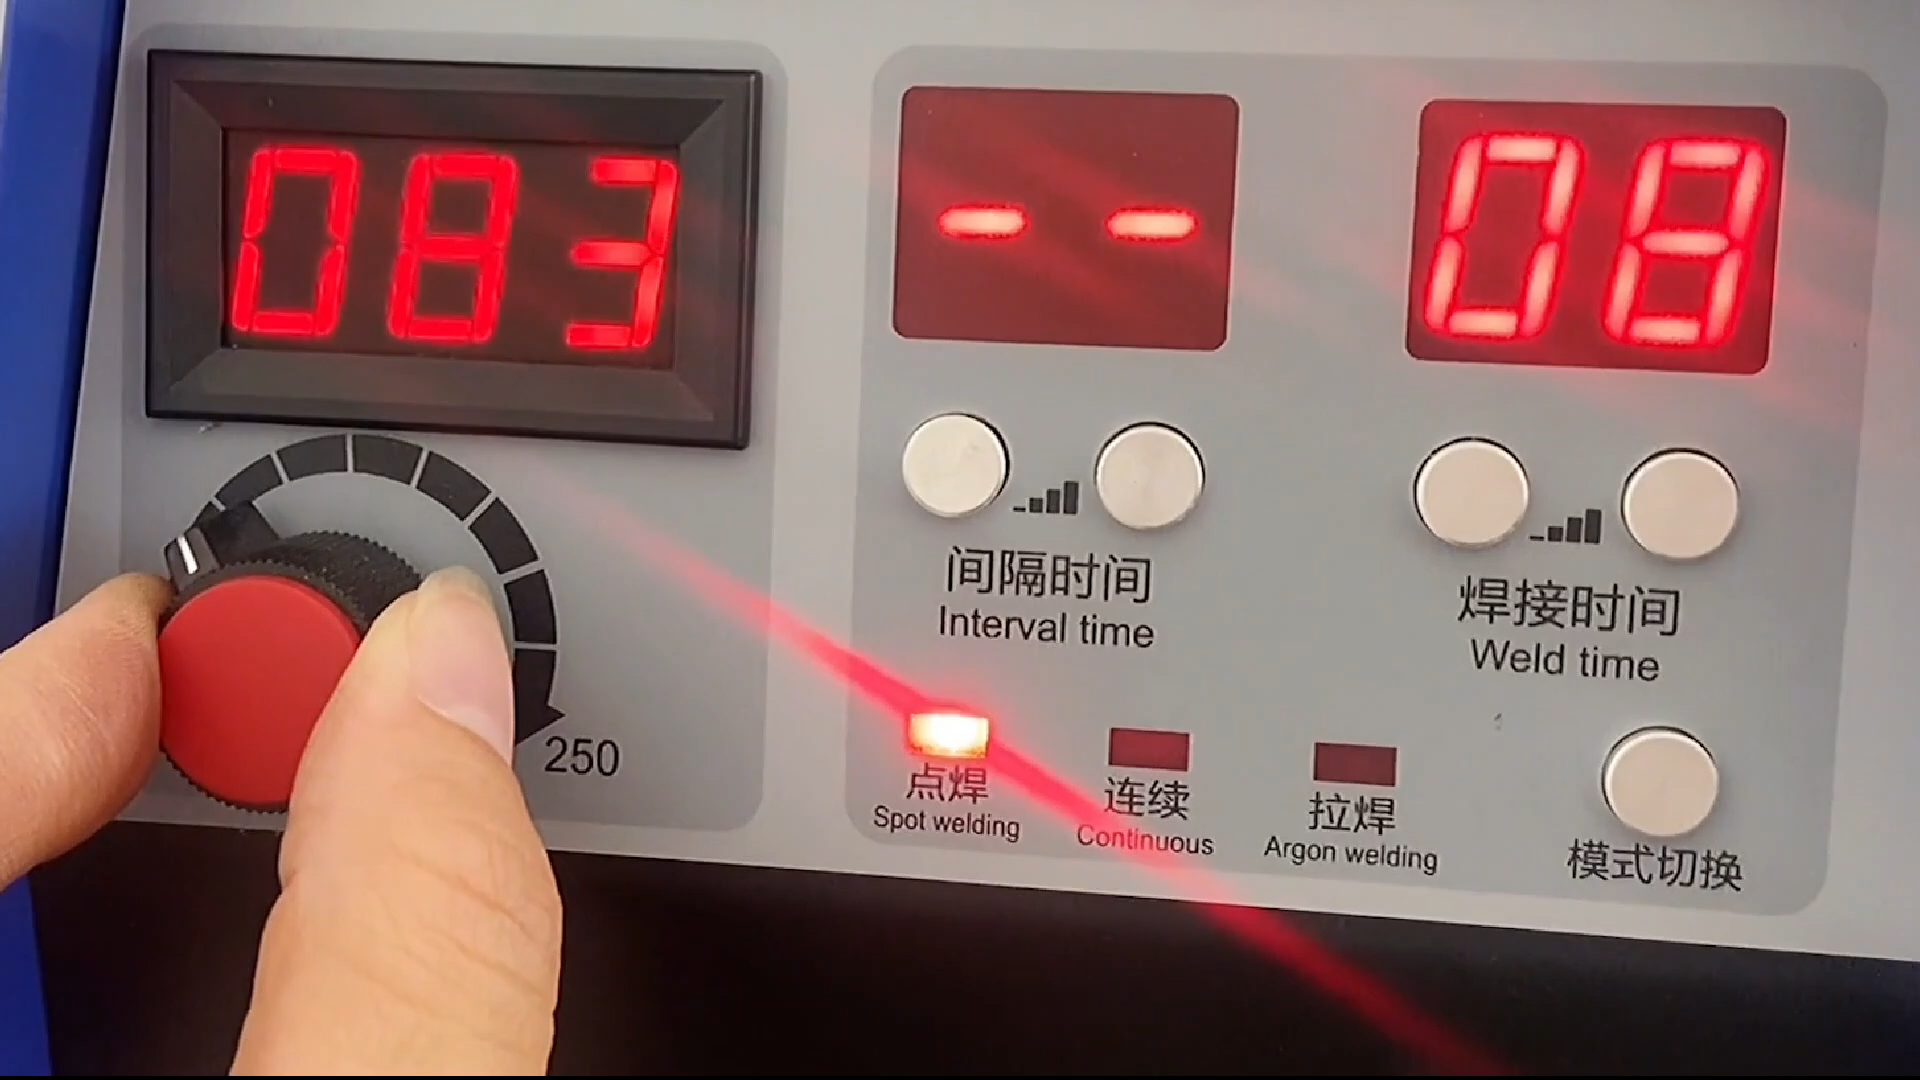 083
- -
08
间隔时间
Interval time
焊接时间
Weld time
250
点焊
Spot welding
连续
Continuous
拉焊
Argon welding
模式切换